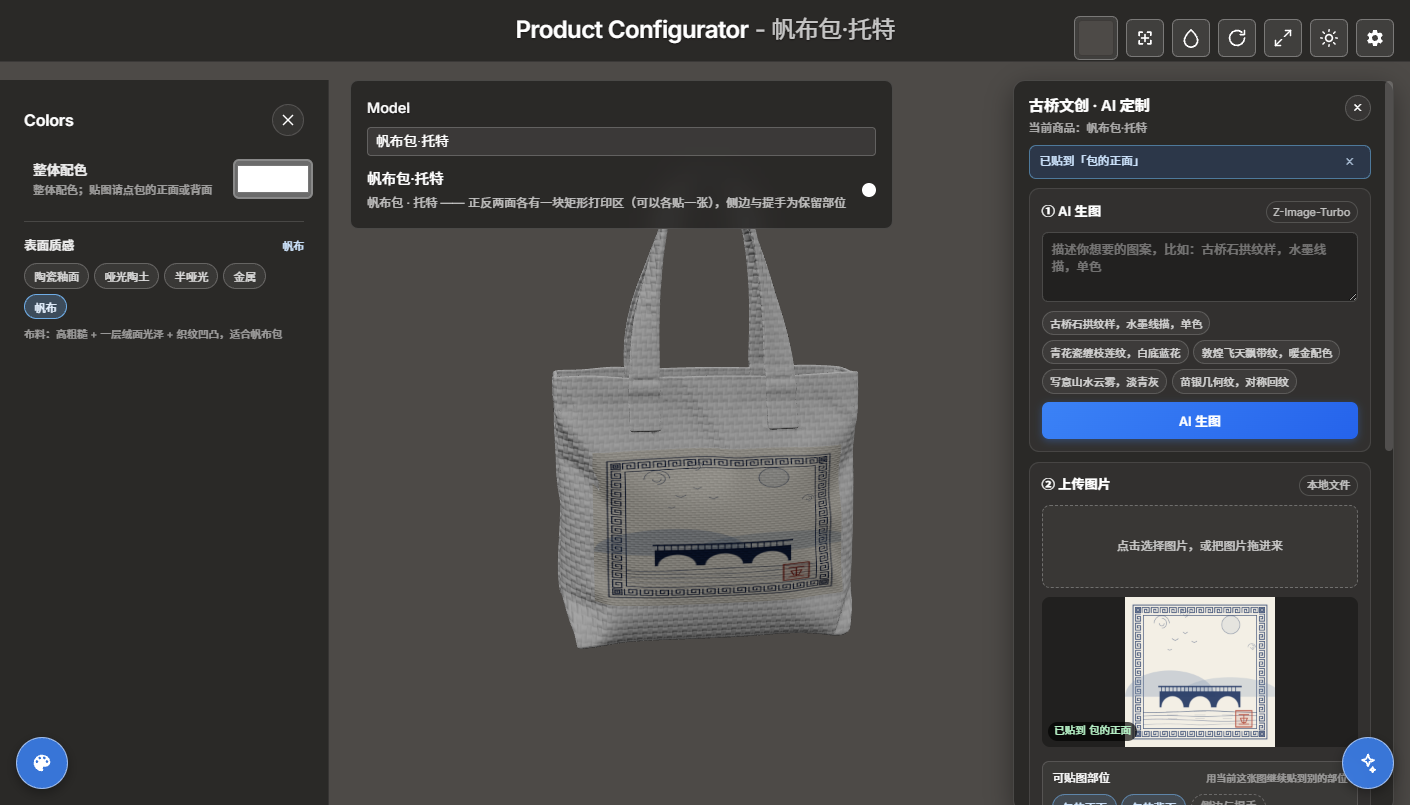 Product Configurator - 帆布包·托特
Colors
整体配色
整体配色；贴图请点包的正面或背面
表面质感
帆布
陶瓷釉面
哑光陶土
半哑光
金属
帆布
布料：高粗糙 + 一层绒面光泽 + 织纹凹凸，适合帆布包
Model
帆布包·托特
帆布包·托特
帆布包 · 托特 —— 正反两面各有一块矩形打印区（可以各贴一张），侧边与提手为保留部位
古桥文创 · AI 定制
当前商品：帆布包·托特
已贴到「包的正面」
① AI 生图
Z-Image-Turbo
描述你想要的图案，比如：古桥石拱纹样，水墨线
描，单色
古桥石拱纹样，水墨线描，单色
青花瓷缠枝莲纹，白底蓝花
敦煌飞天飘带纹，暖金配色
写意山水云雾，淡青灰
苗银几何纹，对称回纹
AI 生图
② 上传图片
本地文件
点击选择图片，或把图片拖进来
已贴到 包的正面
可贴图部位
用当前这张图继续贴到别的部位
包的正面
包的背面
侧边与提手